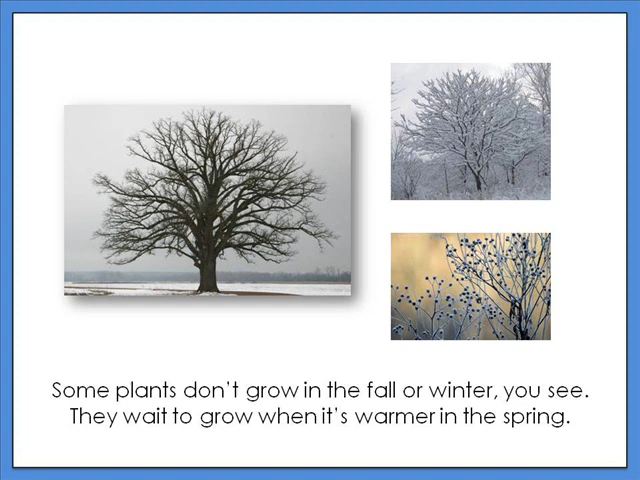 Some plants don't grow in the fall or winter, you see.
They wait to grow when it's warmer in the spring.